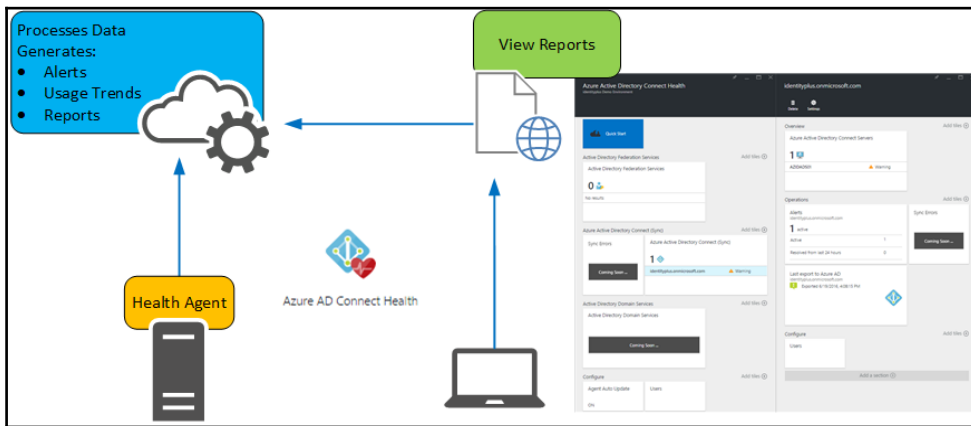 Processes Data
Generates:
• Alerts
• Usage Trends
• Reports
View Reports
Health Agent
Azure AD Connect Health
Azure Active Directory Connect Health
Quick Start
Active Directory Federation Services
Add tiles
Active Directory Federation Services
0
No results
Azure Active Directory Connect (Sync)
Add tiles
Sync Errors
Coming Soon ...
Azure Active Directory Connect (Sync)
1
identityplus.onmicrosoft.com
Warning
Active Directory Domain Services
Add tiles
Active Directory Domain Services
Coming Soon ...
Configure
Add tiles
Agent Auto Update
ON
Users
identityplus.onmicrosoft.com
Delete
Settings
Overview
Add tiles
Azure Active Directory Connect Servers
1
Warning
Operations
Add tiles
Alerts
identityplus.onmicrosoft.com
1 active
Active 1
Resolved from last 24 hours 0
Sync Errors
Coming Soon ...
Last export to Azure AD
identityplus.onmicrosoft.com
Configure
Add tiles
Users
Add a section